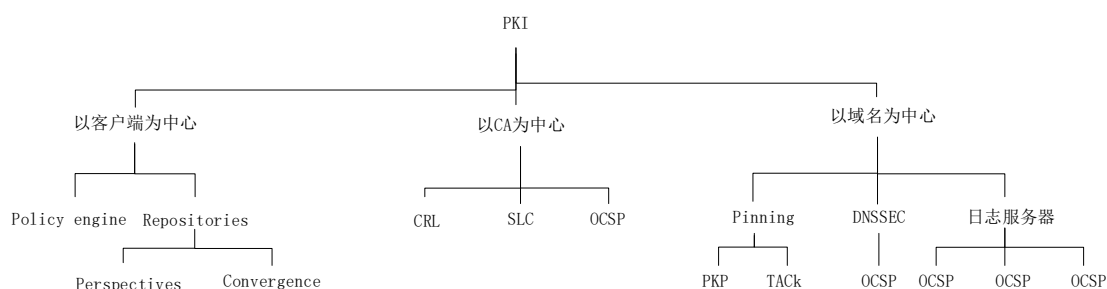 PKI
以客户端为中心
以CA为中心
以域名为中心
Policy engine
Repositories
CRL
SLC
OCSP
Pinning
DNSSEC
日志服务器
Perspectives
Convergence
PKP
TACk
OCSP
OCSP
OCSP
OCSP